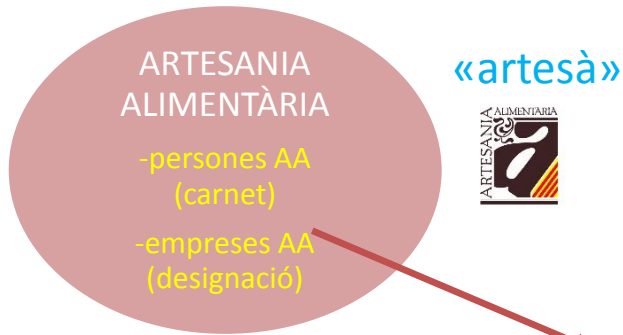 ARTESANIA
ALIMENTÀRIA
-persones AA
(carnet)
-empreses AA
(designació)
«artesà»
ALIMENTÀRIA
ARTESANIA